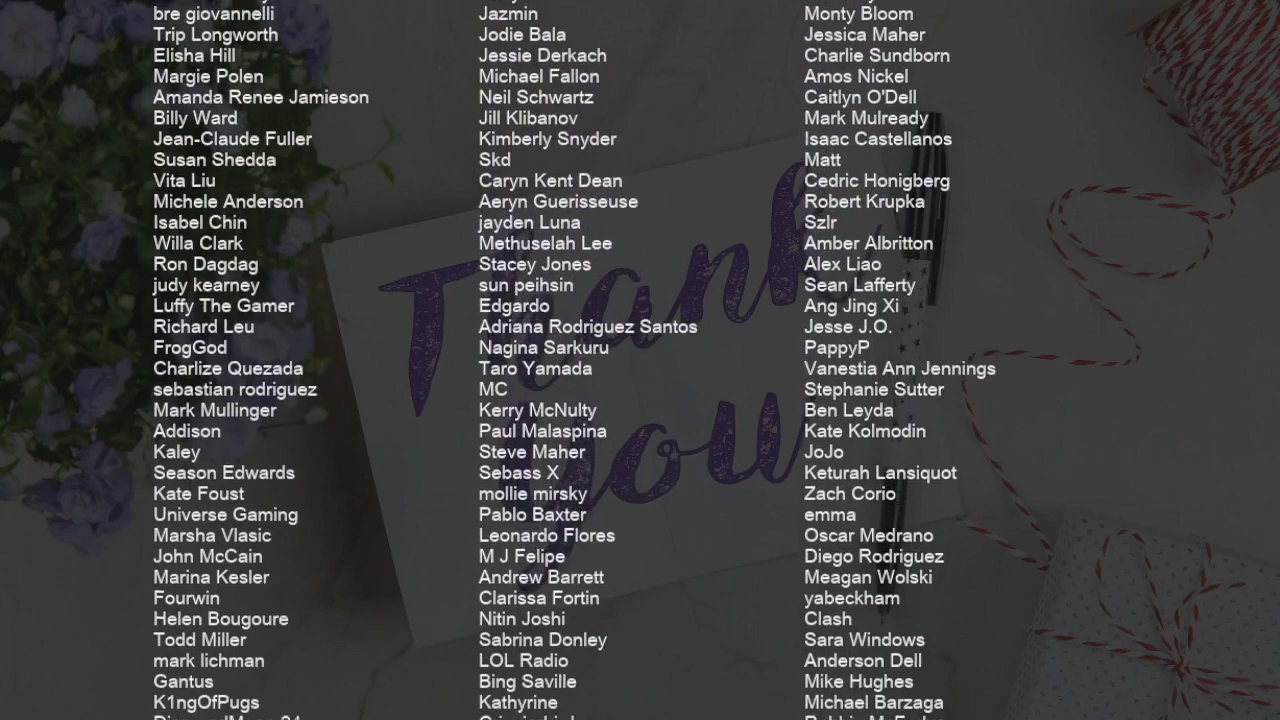 bre giovannelli
Trip Longworth
Elisha Hill
Margie Polen
Amanda Renee Jamieson
Billy Ward
Jean-Claude Fuller
Susan Shedda
Vita Liu
Michele Anderson
Isabel Chin
Willa Clark
Ron Dagdag
judy kearney
Luffy The Gamer
Richard Leu
FrogGod
Charlize Quezada
sebastian rodriguez
Mark Mullinger
Addison
Kaley
Season Edwards
Kate Foust
Universe Gaming
Marsha Vlasic
John McCain
Marina Kesler
Fourwin
Helen Bougoure
Todd Miller
mark lichman
Gantus
K1ngOfPugs
Jazmin
Jodie Bala
Jessie Derkach
Michael Fallon
Neil Schwartz
Jill Klibanov
Kimberly Snyder
Skd
Caryn Kent Dean
Aeryn Guerisseuse
jayden Luna
Methuselah Lee
Stacey Jones
sun peihsin
Edgardo
Adriana Rodriguez Santos
Nagina Sarkuru
Taro Yamada
MC
Kerry McNulty
Paul Malaspina
Steve Maher
Sebass X
mollie mirsky
Pablo Baxter
Leonardo Flores
M J Felipe
Andrew Barrett
Clarissa Fortin
Nitin Joshi
Sabrina Donley
LOL Radio
Bing Saville
Kathyrine
Monty Bloom
Jessica Maher
Charlie Sundborn
Amos Nickel
Caitlyn O'Dell
Mark Mulready
Isaac Castellanos
Matt
Cedric Honigberg
Robert Krupka
Szlr
Amber Albritton
Alex Liao
Sean Lafferty
Ang Jing Xi
Jesse J.O.
PappyP
Vanestia Ann Jennings
Stephanie Sutter
Ben Leyda
Kate Kolmodin
JoJo
Keturah Lansiquot
Zach Corio
emma
Oscar Medrano
Diego Rodriguez
Meagan Wolski
yabeckham
Clash
Sara Windows
Anderson Dell
Mike Hughes
Michael Barzaga
Thank
you